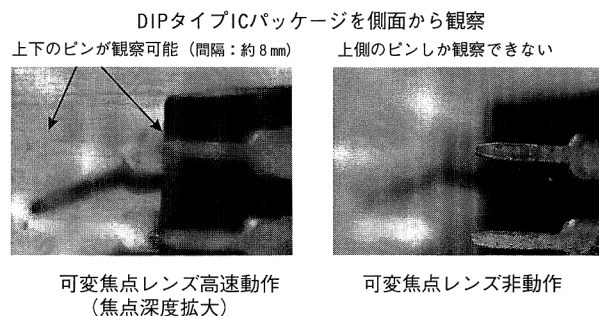 DIPタイプICパッケージを側面から観察
上下のピンが観察可能（間隔：約８㎜）
上側のピンしか観察できない
可変焦点レンズ高速動作
（焦点深度拡大）
可変焦点レンズ非動作